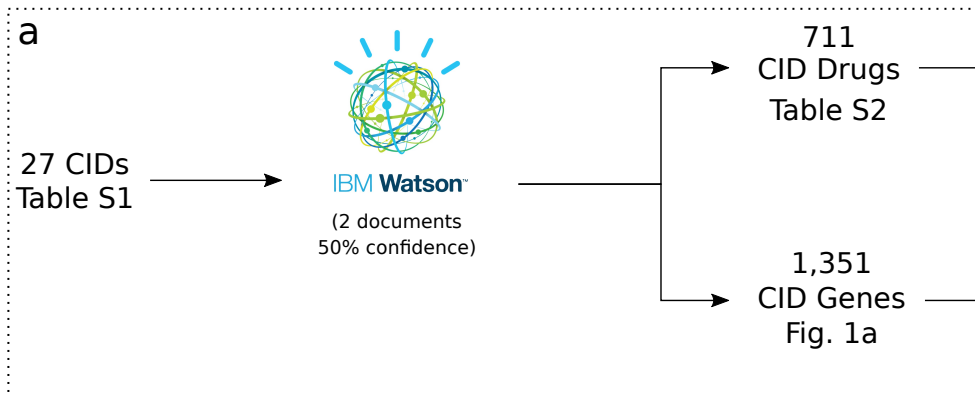 a
27 CIDs
Table S1
IBM Watson™
(2 documents
50% confidence)
711
CID Drugs
Table S2
1,351
CID Genes
Fig. 1a